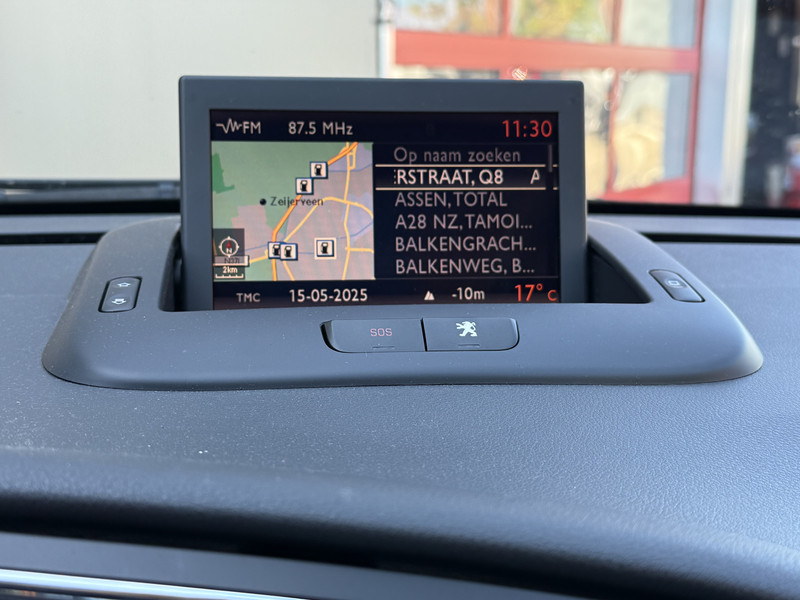 FM 87.5 MHz 11:30
Op naam zoeken
RSTRAAT, Q8 A
ASSEN,TOTAL
A28 NZ,TAMOI...
BALKENGRACH...
BALKENWEG, B...
Zeijerveen
N
2km
TMC 15-05-2025 -10m 17° C
SOS